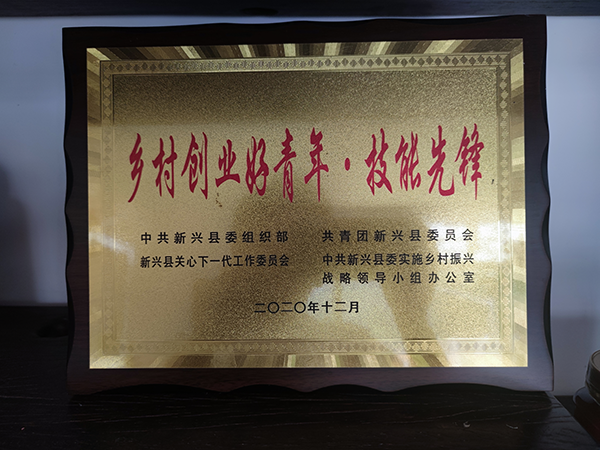 乡村创业好青年·技能先锋
中共新兴县委组织部 共青团新兴县委员会
新兴县关心下一代工作委员会 中共新兴县委实施乡村振兴
战略领导小组办公室
二〇二〇年十二月